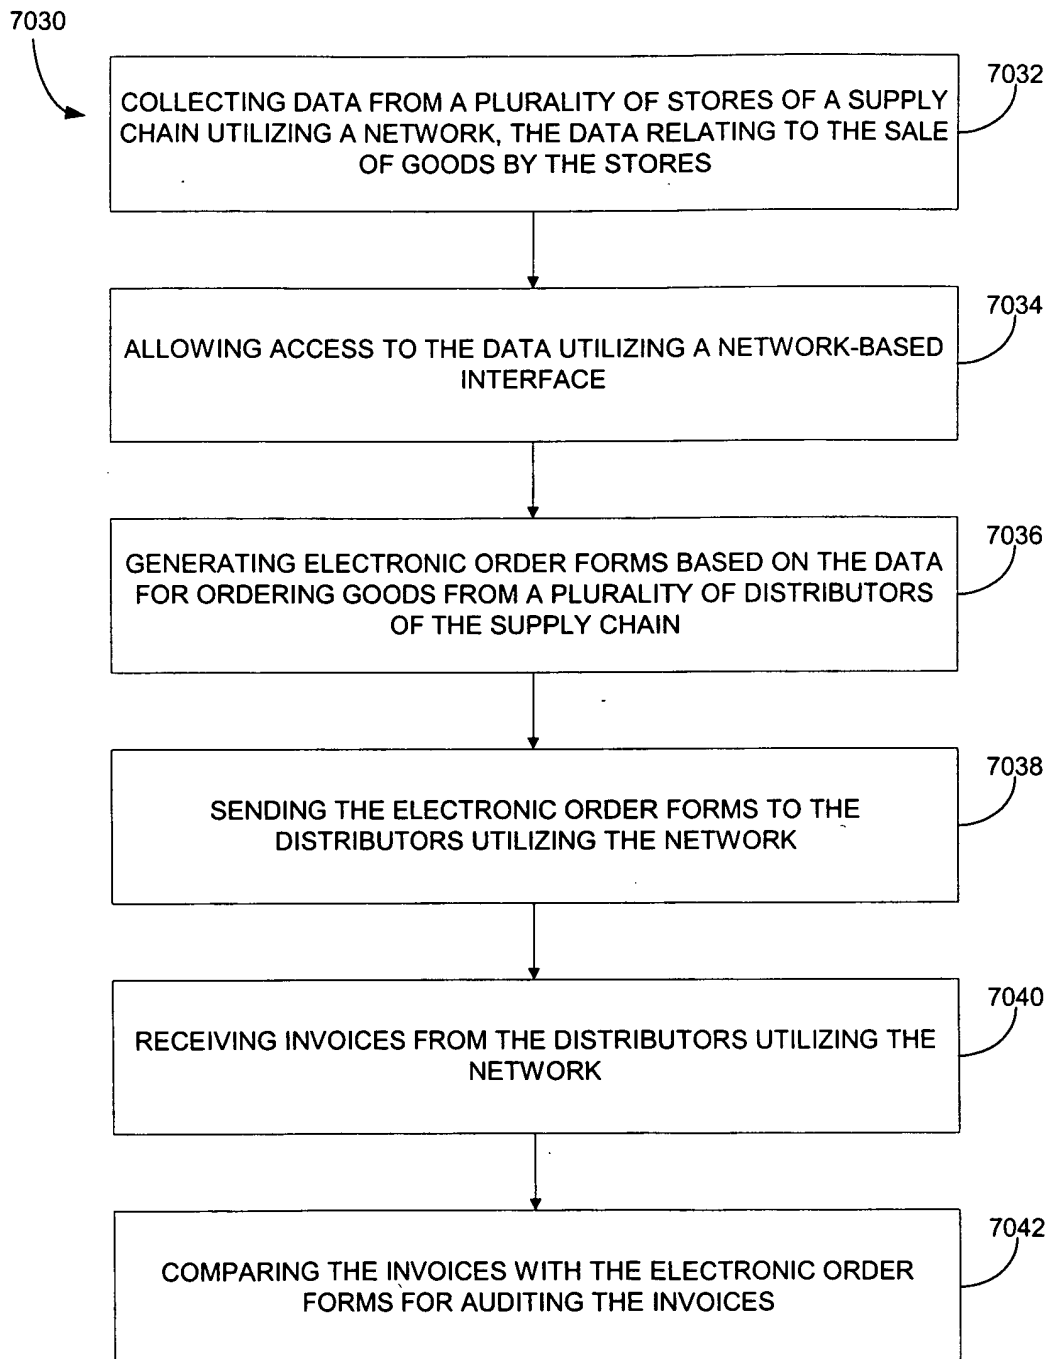 7030
7032
COLLECTING DATA FROM A PLURALITY OF STORES OF A SUPPLY
CHAIN UTILIZING A NETWORK, THE DATA RELATING TO THE SALE
OF GOODS BY THE STORES
7034
ALLOWING ACCESS TO THE DATA UTILIZING A NETWORK-BASED
INTERFACE
7036
GENERATING ELECTRONIC ORDER FORMS BASED ON THE DATA
FOR ORDERING GOODS FROM A PLURALITY OF DISTRIBUTORS
OF THE SUPPLY CHAIN
7038
SENDING THE ELECTRONIC ORDER FORMS TO THE
DISTRIBUTORS UTILIZING THE NETWORK
7040
RECEIVING INVOICES FROM THE DISTRIBUTORS UTILIZING THE
NETWORK
7042
COMPARING THE INVOICES WITH THE ELECTRONIC ORDER
FORMS FOR AUDITING THE INVOICES